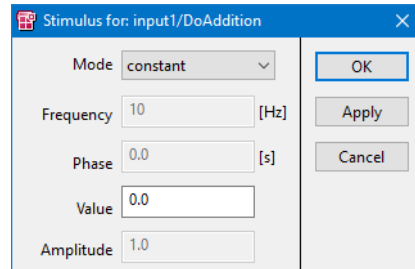 Stimulus for: input1/DoAddition
Mode constant OK
Frequency 10 [Hz] Apply
Phase 0.0 [s] Cancel
Value 0.0
Amplitude 1.0